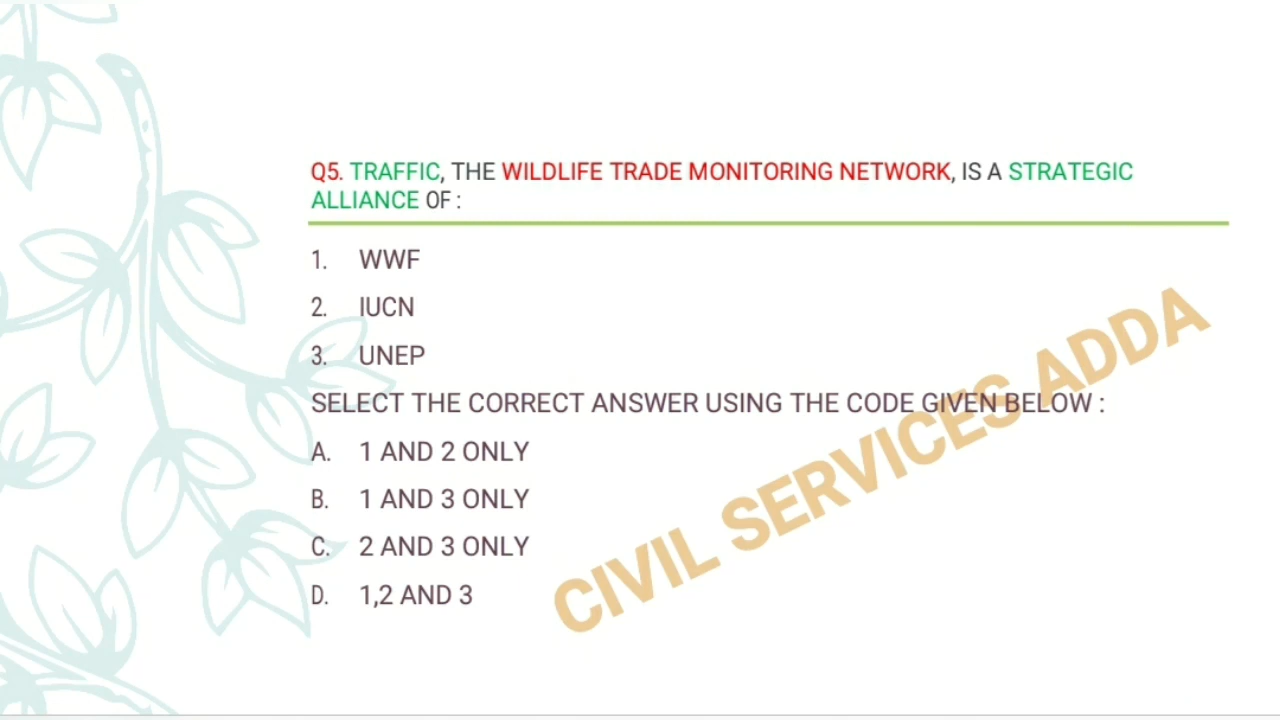 Q5. TRAFFIC, THE WILDLIFE TRADE MONITORING NETWORK, IS A STRATEGIC
ALLIANCE OF :
1. WWF
2. IUCN
3. UNEP
SELECT THE CORRECT ANSWER USING THE CODE GIVEN BELOW :
A. 1 AND 2 ONLY
B. 1 AND 3 ONLY
C. 2 AND 3 ONLY
D. 1,2 AND 3
CIVIL SERVICES ADDA